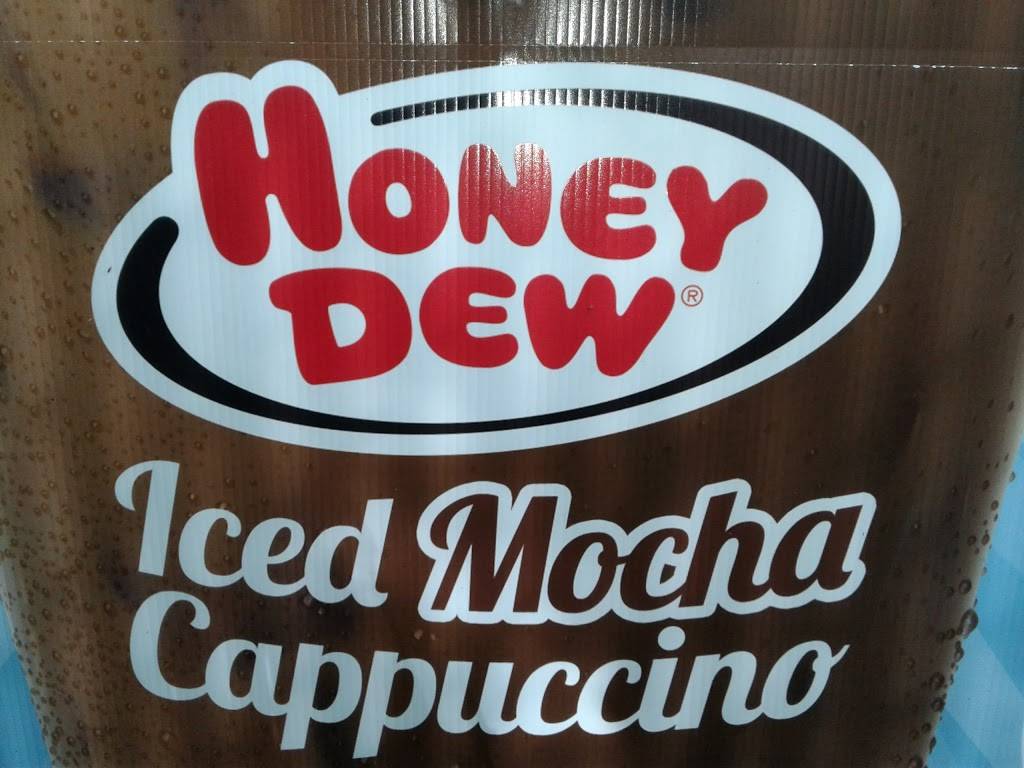 HONEY
DEW®
Iced Mocha
Cappuccino